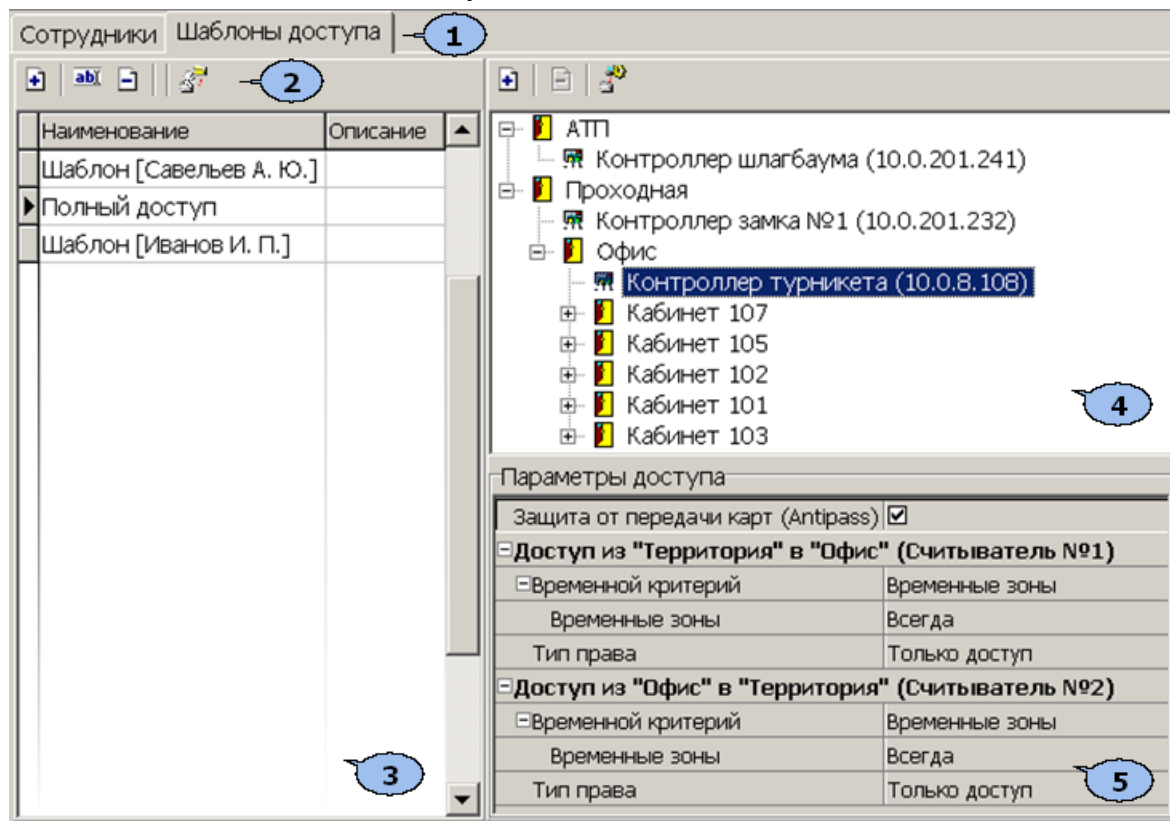 Сотрудники Шаблоны доступа 1
2
Наименование Описание
Шаблон [Савельев А. Ю.]
Полный доступ
Шаблон [Иванов И. П.]
3
АТП
Контроллер шлагбаума (10.0.201.241)
Проходная
Контроллер замка №1 (10.0.201.232)
Офис
Контроллер турникета (10.0.8.108)
Кабинет 107
Кабинет 105
Кабинет 102
Кабинет 101
Кабинет 103
4
Параметры доступа
Защита от передачи карт (Antipass)
Доступ из "Территория" в "Офис" (Считыватель №1)
Временной критерий Временные зоны
Временные зоны Всегда
Тип права Только доступ
Доступ из "Офис" в "Территория" (Считыватель №2)
Временной критерий Временные зоны
Временные зоны Всегда
Тип права Только доступ
5